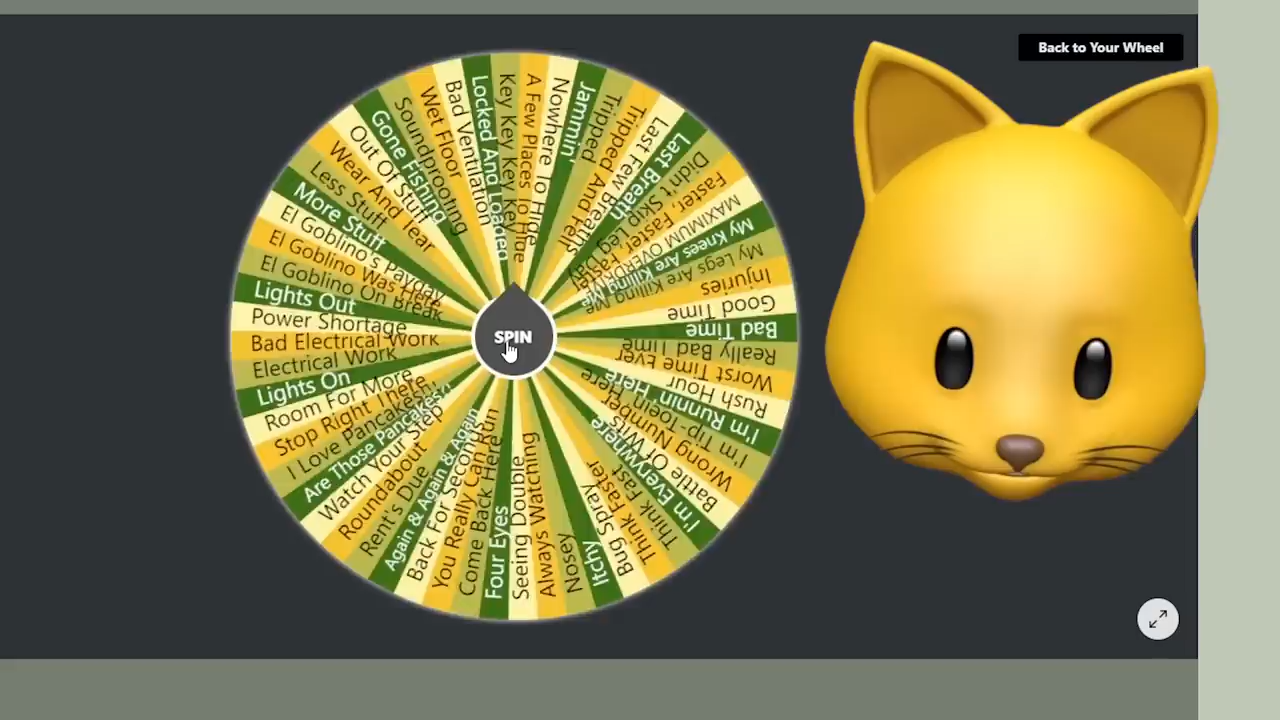 Back to Your Wheel
SPIN
A Few Places To Hide
Nowhere To Hide
Jammin'
Tripped
Tripped And Fell
Last Few Breaths
Last Breath
Didn't Skip Leg Day
Faster, Faster, Faster
MAXIMUM OVERDRIVE
My Knees Are Killing Me
My Legs Are Killing Me
Injuries
Good Time
Bad Time
Really Bad Time
Worst Time Ever
Rush Hour
I'm Runnin' Here
I'm Tip-Toein' Here
Wrong Number
Battle Of Wits
I'm Everywhere
Think Fast
Think Faster
Bug Spray
Itchy
Nosey
Always Watching
Seeing Double
Four Eyes
Come Back Here
You Really Can Run
Back For Seconds
Again & Again & Again
Rent's Due
Roundabout
Watch Your Step
Are Those Pancakes?
I Love Pancakes!
Stop Right There
Room For More
Lights On
Electrical Work
Bad Electrical Work
Power Shortage
Lights Out
El Goblino On Break
El Goblino Was Here
El Goblino's Payday
More Stuff
Less Stuff
Wear And Tear
Out Of Stuff
Gone Fishing
Soundproofing
Wet Floor
Bad Ventilation
Locked And Loaded
Key Key Key Key